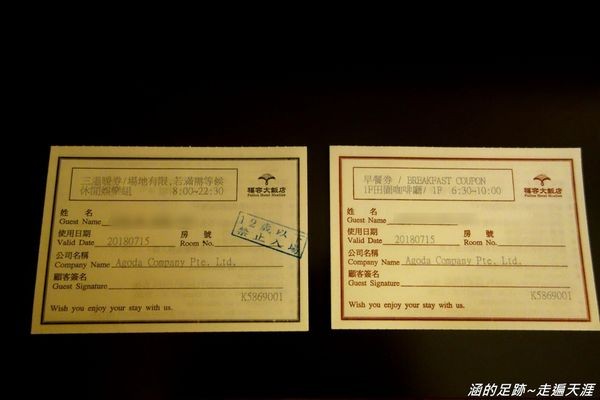 三溫暖券/場地有限,若滿需等候
休閒娛樂組 8:00~22:30
福容大飯店
Fullon Hotel
姓 名
Guest Name
使用日期 房 號
Valid Date 20180715 Room No.
12歲以下
禁止入場
公司名稱
Company Name Agoda Company Pte. Ltd.
顧客簽名
Guest Signature
K5869001
Wish you enjoy your stay with us.
早餐券 / BREAKFAST COUPON
1F田園咖啡廳/ 1F 6:30-10:00
福容大飯店
Fullon Hotel
姓 名
Guest Name
使用日期 房 號
Valid Date 20180715 Room No.
公司名稱
Company Name Agoda Company Pte. Ltd.
顧客簽名
Guest Signature
K5869001
Wish you enjoy your stay with us.
涵的足跡~走遍天涯